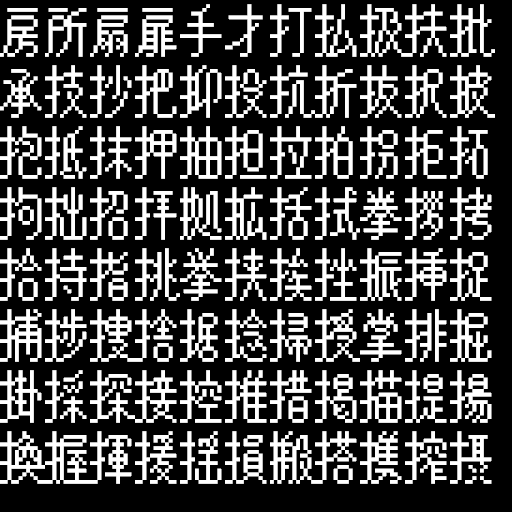 房所扇扉手才打払扱扶批
承技抄把抑投抗折抜択披
抱抵抹押抽担拉拍拐拒拓
拘拙招拝拠拡括拭拳拶拷
拾持指挑挙挟挨挫振挿捉
捕捗捜捨据捻掃授掌排掘
掛採探接控推措掲描提揚
換握揮援揺損搬搭携搾摂